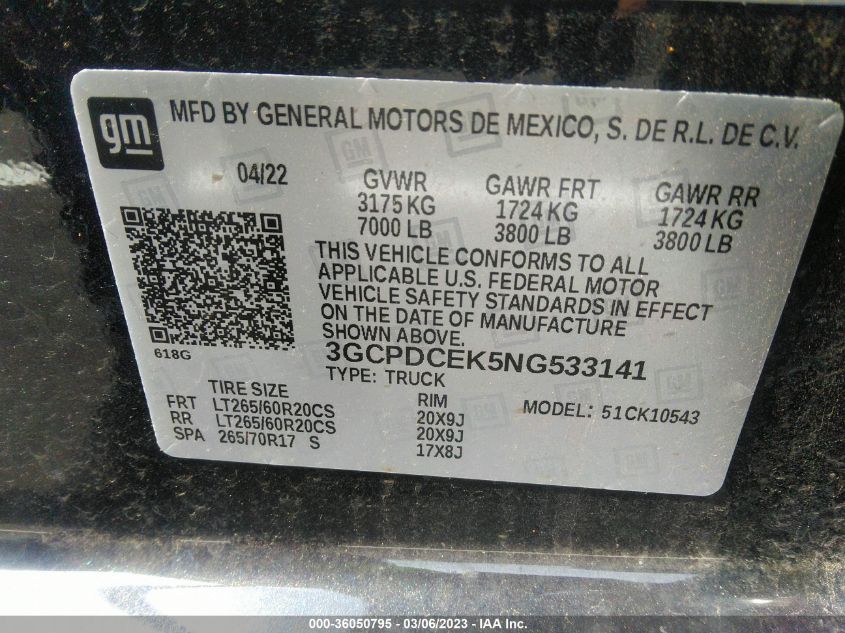 gm MFD BY GENERAL MOTORS DE MEXICO, S. DE R.L. DE C.V.
04/22 GVWR GAWR FRT GAWR RR
3175 KG 1724 KG 1724 KG
7000 LB 3800 LB 3800 LB
THIS VEHICLE CONFORMS TO ALL
APPLICABLE U.S. FEDERAL MOTOR
VEHICLE SAFETY STANDARDS IN EFFECT
ON THE DATE OF MANUFACTURE
SHOWN ABOVE.
618G 3GCPDCEK5NG533141
TYPE: TRUCK
TIRE SIZE RIM MODEL: 51CK10543
FRT LT265/60R20CS 20X9J
RR LT265/60R20CS 20X9J
SPA 265/70R17 S 17X8J
000-36050795 - 03/06/2023 - IAA Inc.